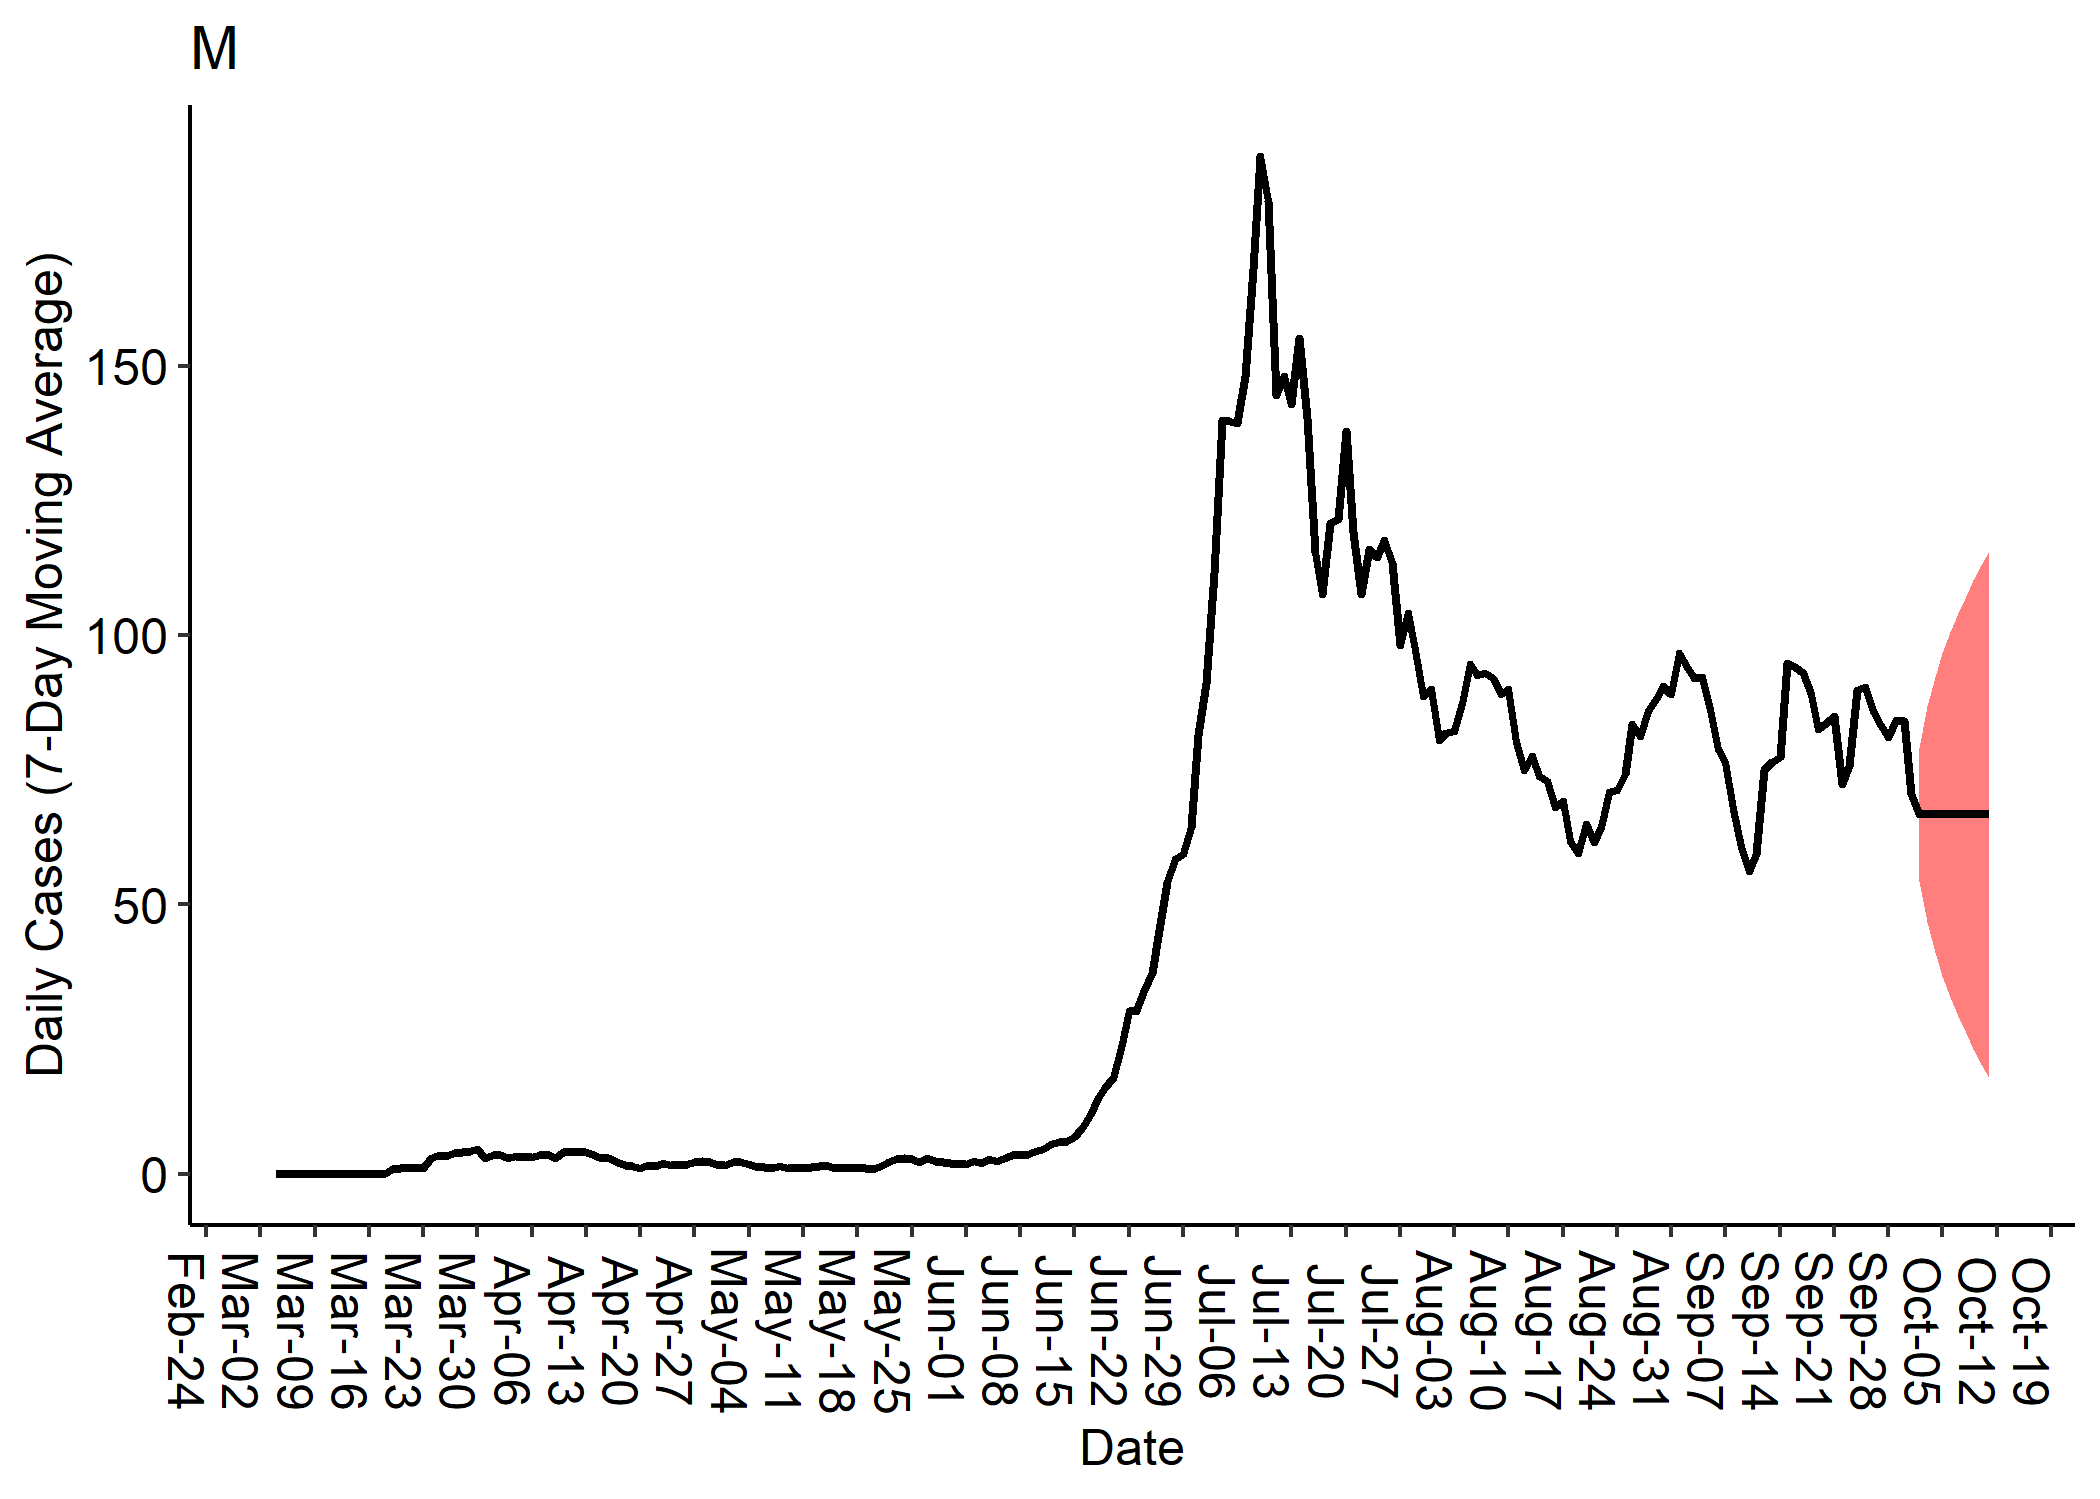 M
Daily Cases (7-Day Moving Average)
150
100
50
0
Feb-24
Mar-02
Mar-09
Mar-16
Mar-23
Mar-30
Apr-06
Apr-13
Apr-20
Apr-27
May-04
May-11
May-18
May-25
Jun-01
Jun-08
Jun-15
Jun-22
Jun-29
Jul-06
Jul-13
Jul-20
Jul-27
Aug-03
Aug-10
Aug-17
Aug-24
Aug-31
Sep-07
Sep-14
Sep-21
Sep-28
Oct-05
Oct-12
Oct-19
Date